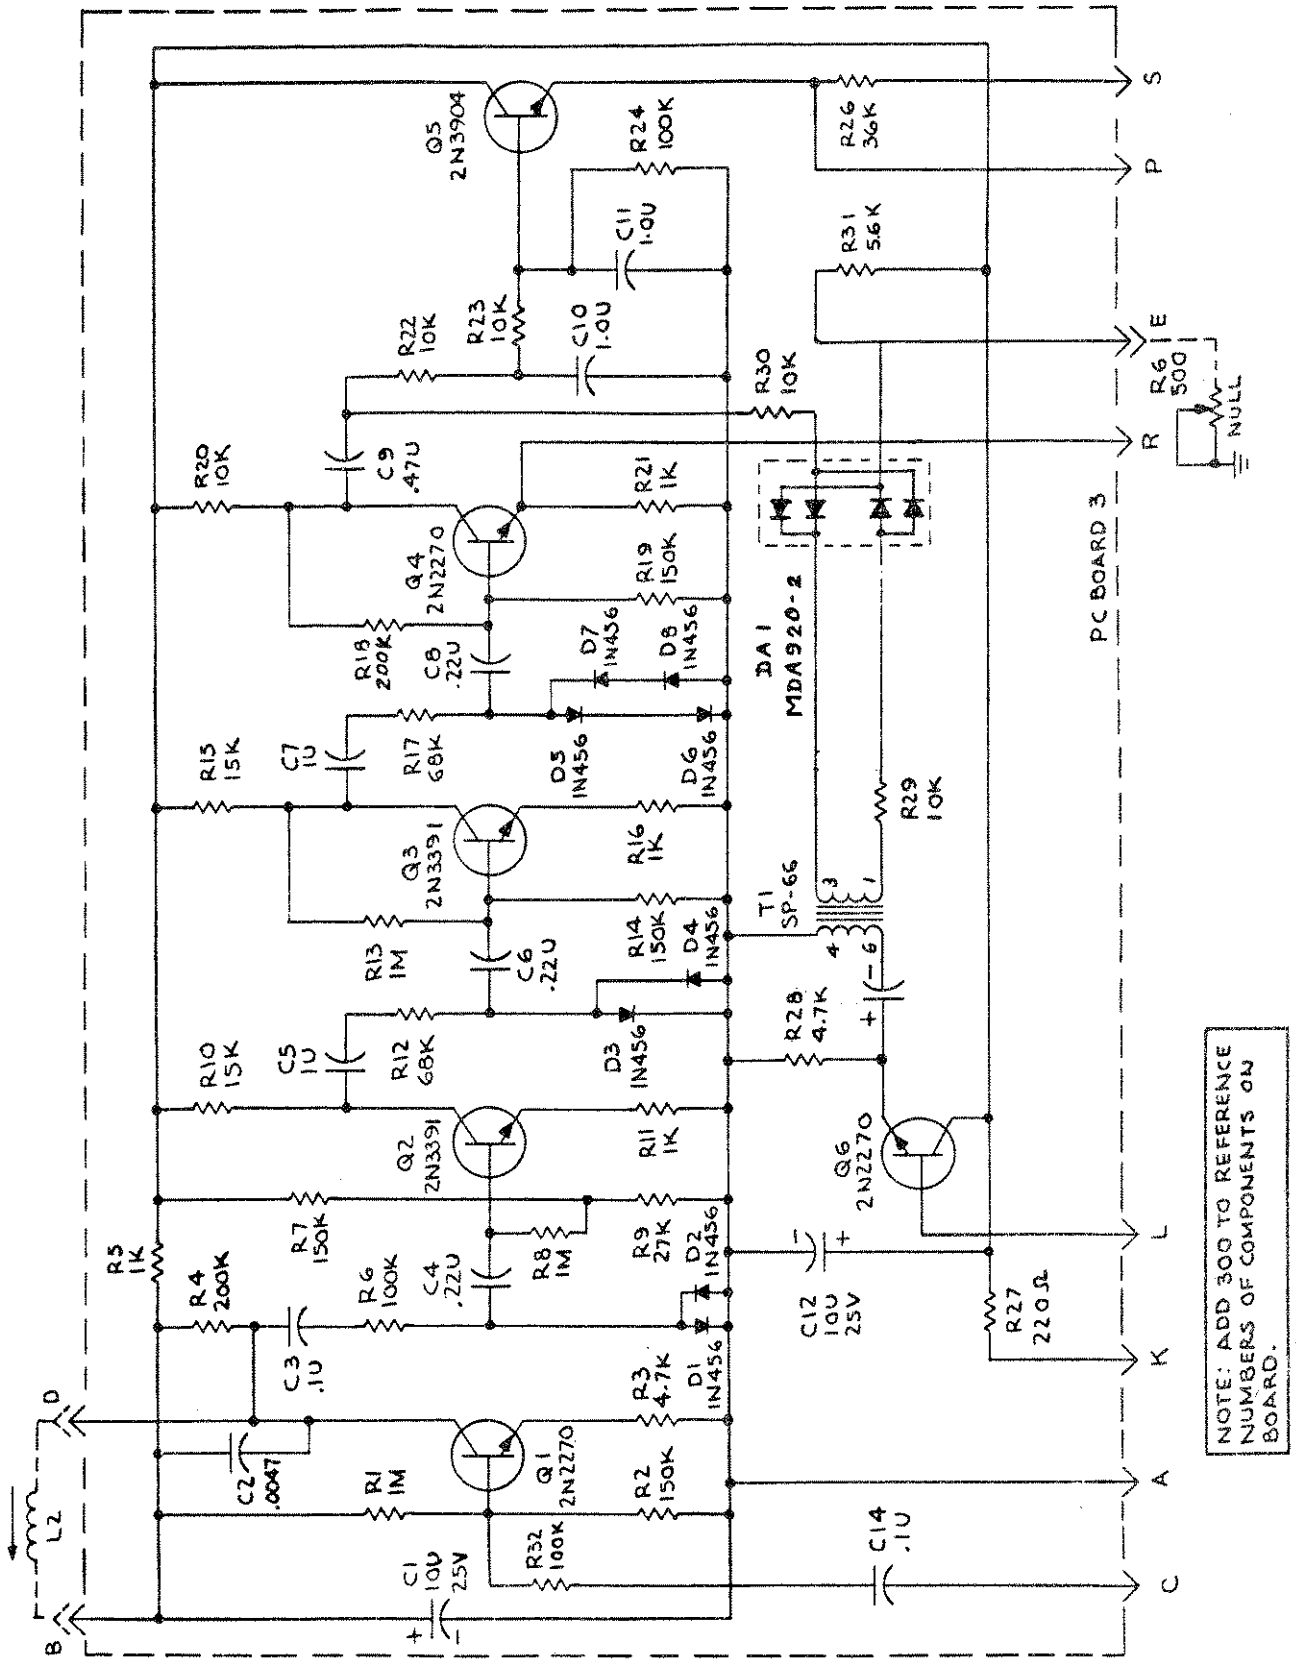 B
L2
D
C2
.0047
R4
200K
R5
1K
C3
.1U
R1
1M
R6
100K
R7
150K
R10
15K
C5
1U
R12
68K
R13
1M
R15
15K
C7
1U
R17
68K
R18
200K
R20
10K
C9
.47U
R22
10K
R23
10K
Q5
2N3904
C1
10U
25V
+
−
Q1
2N2270
C4
.22U
Q2
2N3391
C6
.22U
Q3
2N3391
C8
.22U
Q4
2N2270
C10
1.0U
C11
1.0U
R24
100K
R32
100K
R2
150K
R3
4.7K
D1
1N456
D2
1N456
R8
1M
R9
27K
R11
1K
D3
1N456
D4
1N456
R14
150K
R16
1K
D5
1N456
D6
1N456
D7
1N456
D8
1N456
R19
150K
R21
1K
R30
10K
C14
.1U
C12
10U
25V
−
+
R27
220Ω
Q6
2N2270
R28
4.7K
+
−
T1
SP-66
4
6
3
1
R29
10K
DA1
MDA920-2
R31
5.6K
R26
36K
PC BOARD 3
C
A
K
L
R
E
P
S
R6
500
NULL
NOTE: ADD 300 TO REFERENCE
NUMBERS OF COMPONENTS ON
BOARD.